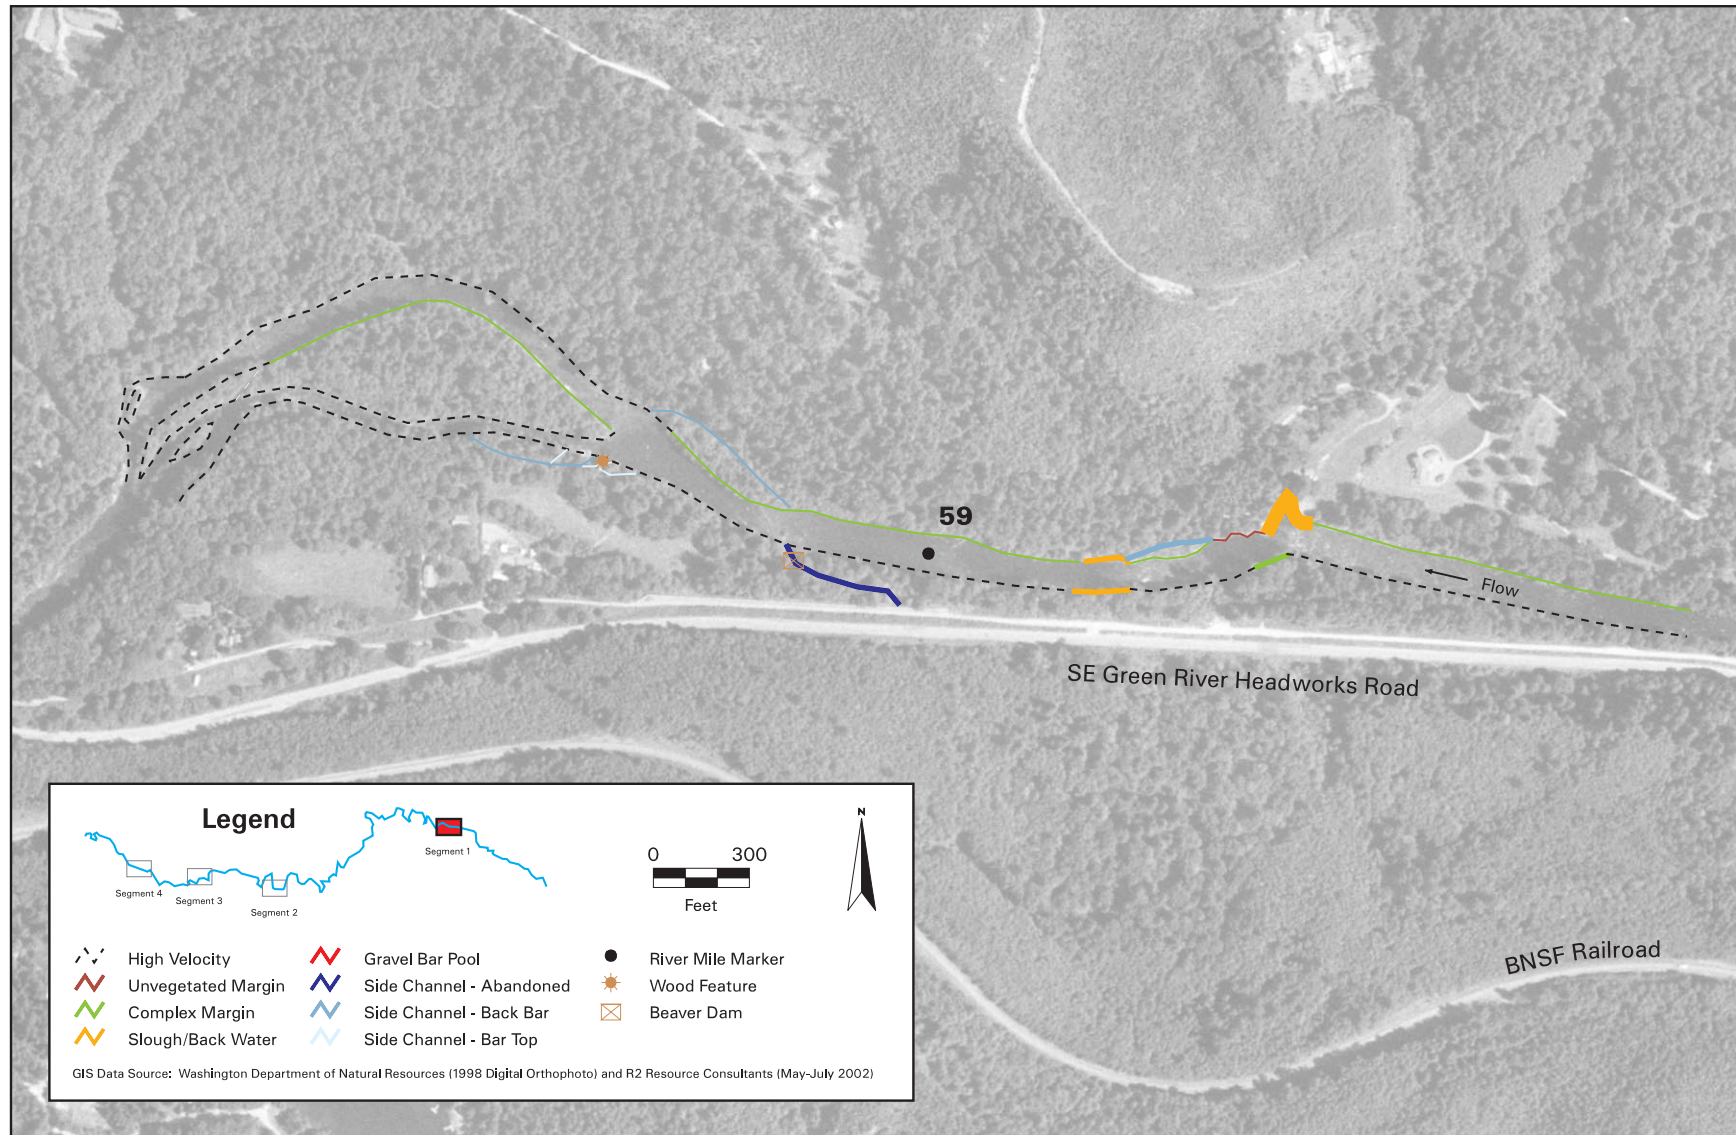 59
Flow
SE Green River Headworks Road
BNSF Railroad
Legend
N
Segment 1
Segment 4
Segment 3
Segment 2
0 300
Feet
High Velocity
Unvegetated Margin
Complex Margin
Slough/Back Water
Gravel Bar Pool
Side Channel - Abandoned
Side Channel - Back Bar
Side Channel - Bar Top
River Mile Marker
Wood Feature
Beaver Dam
GIS Data Source: Washington Department of Natural Resources (1998 Digital Orthophoto) and R2 Resource Consultants (May-July 2002)